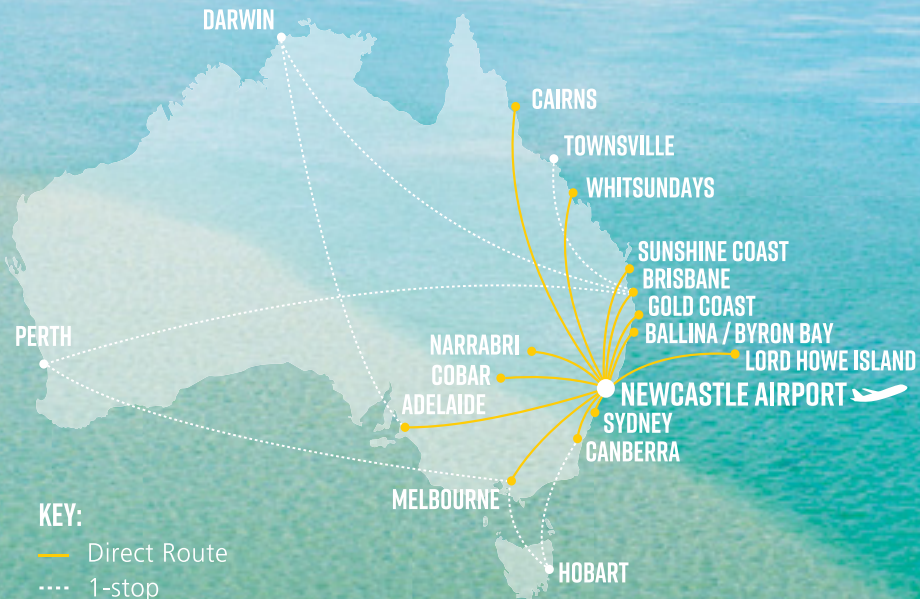 DARWIN
CAIRNS
TOWNSVILLE
WHITSUNDAYS
SUNSHINE COAST
BRISBANE
GOLD COAST
BALLINA / BYRON BAY
PERTH
NARRABRI
LORD HOWE ISLAND
COBAR
NEWCASTLE AIRPORT
ADELAIDE
SYDNEY
CANBERRA
MELBOURNE
KEY:
Direct Route
HOBART
1-stop